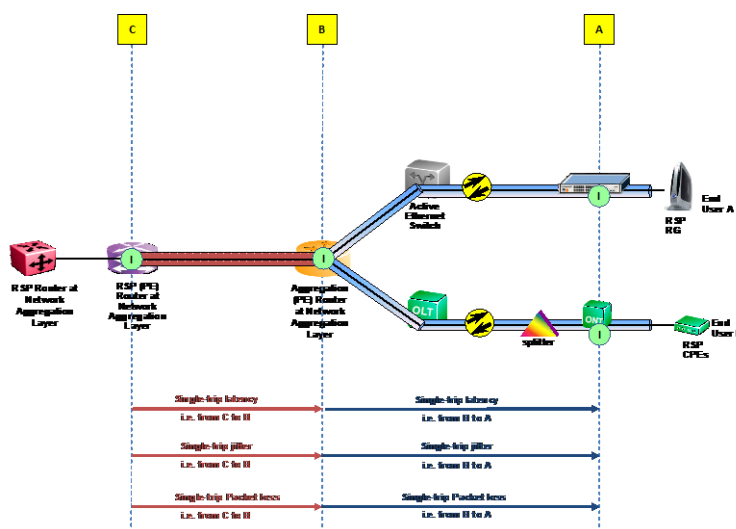 C
B
A
Active
Ethernet
Switch
I
RSP
RG
End
User A
I
I
RSP Router at
Network
Aggregation
Layer
RSP (PE)
Router at
Network
Aggregation
Layer
Aggregation
(PE) Router
at Network
Aggregation
Layer
OLT
splitter
ONT
I
RSP
CPEs
End
User
Single-trip latency
i.e. from C to B
Single-trip latency
i.e. from B to A
Single-trip jitter
i.e. from C to B
Single-trip jitter
i.e. from B to A
Single-trip Packet loss
i.e. from C to B
Single-trip Packet loss
i.e. from B to A